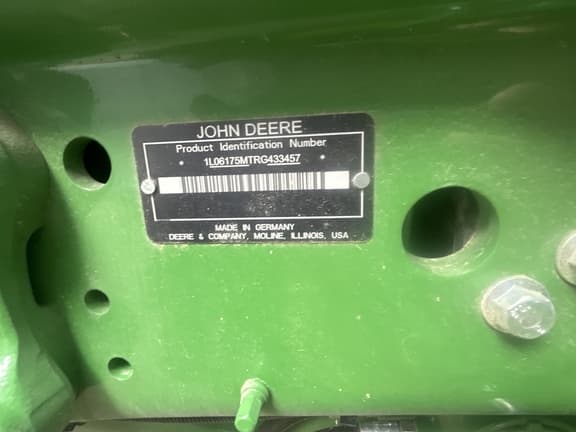 JOHN DEERE
Product Identification Number
* 1L06175MTRG433457 *
MADE IN GERMANY
DEERE & COMPANY, MOLINE, ILLINOIS, USA